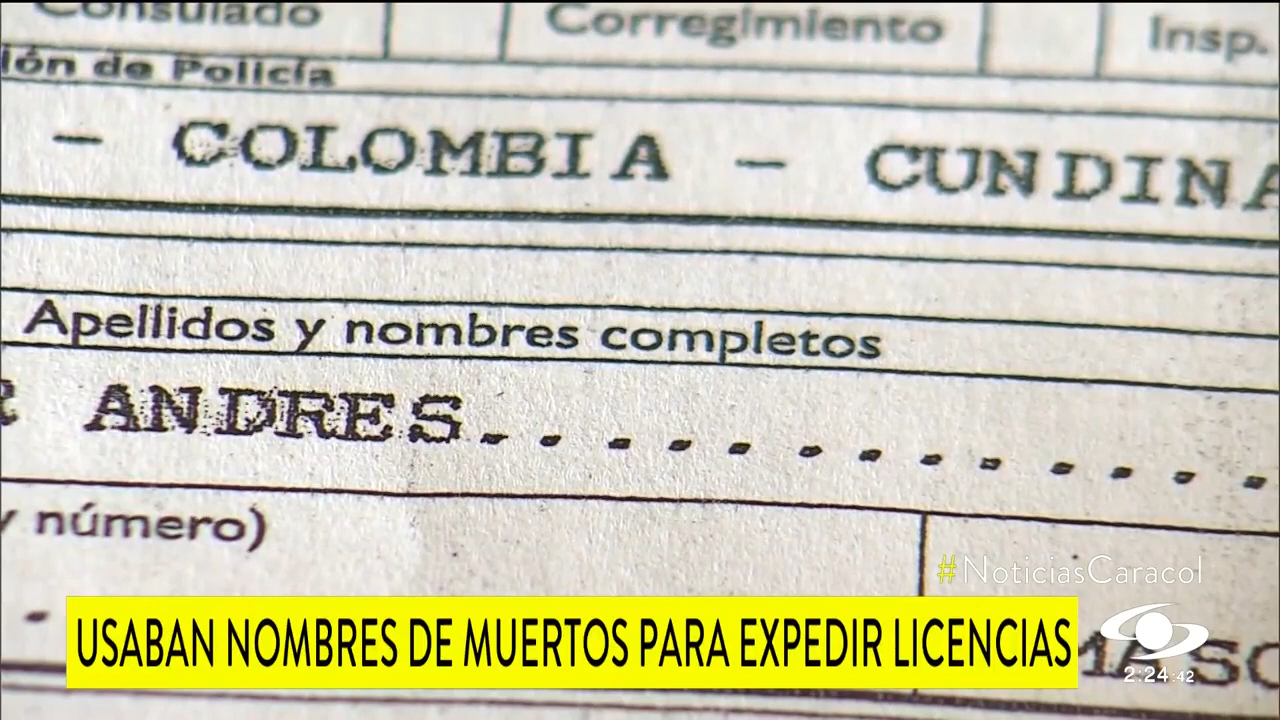 Consulado Corregimiento Insp.
ión de Policía
- COLOMBIA - CUNDINA
Apellidos y nombres completos
R ANDRES. . . . . . . . . . . . .
y número)
.
#NoticiasCaracol
USABAN NOMBRES DE MUERTOS PARA EXPEDIR LICENCIAS
MASC
2:24:42